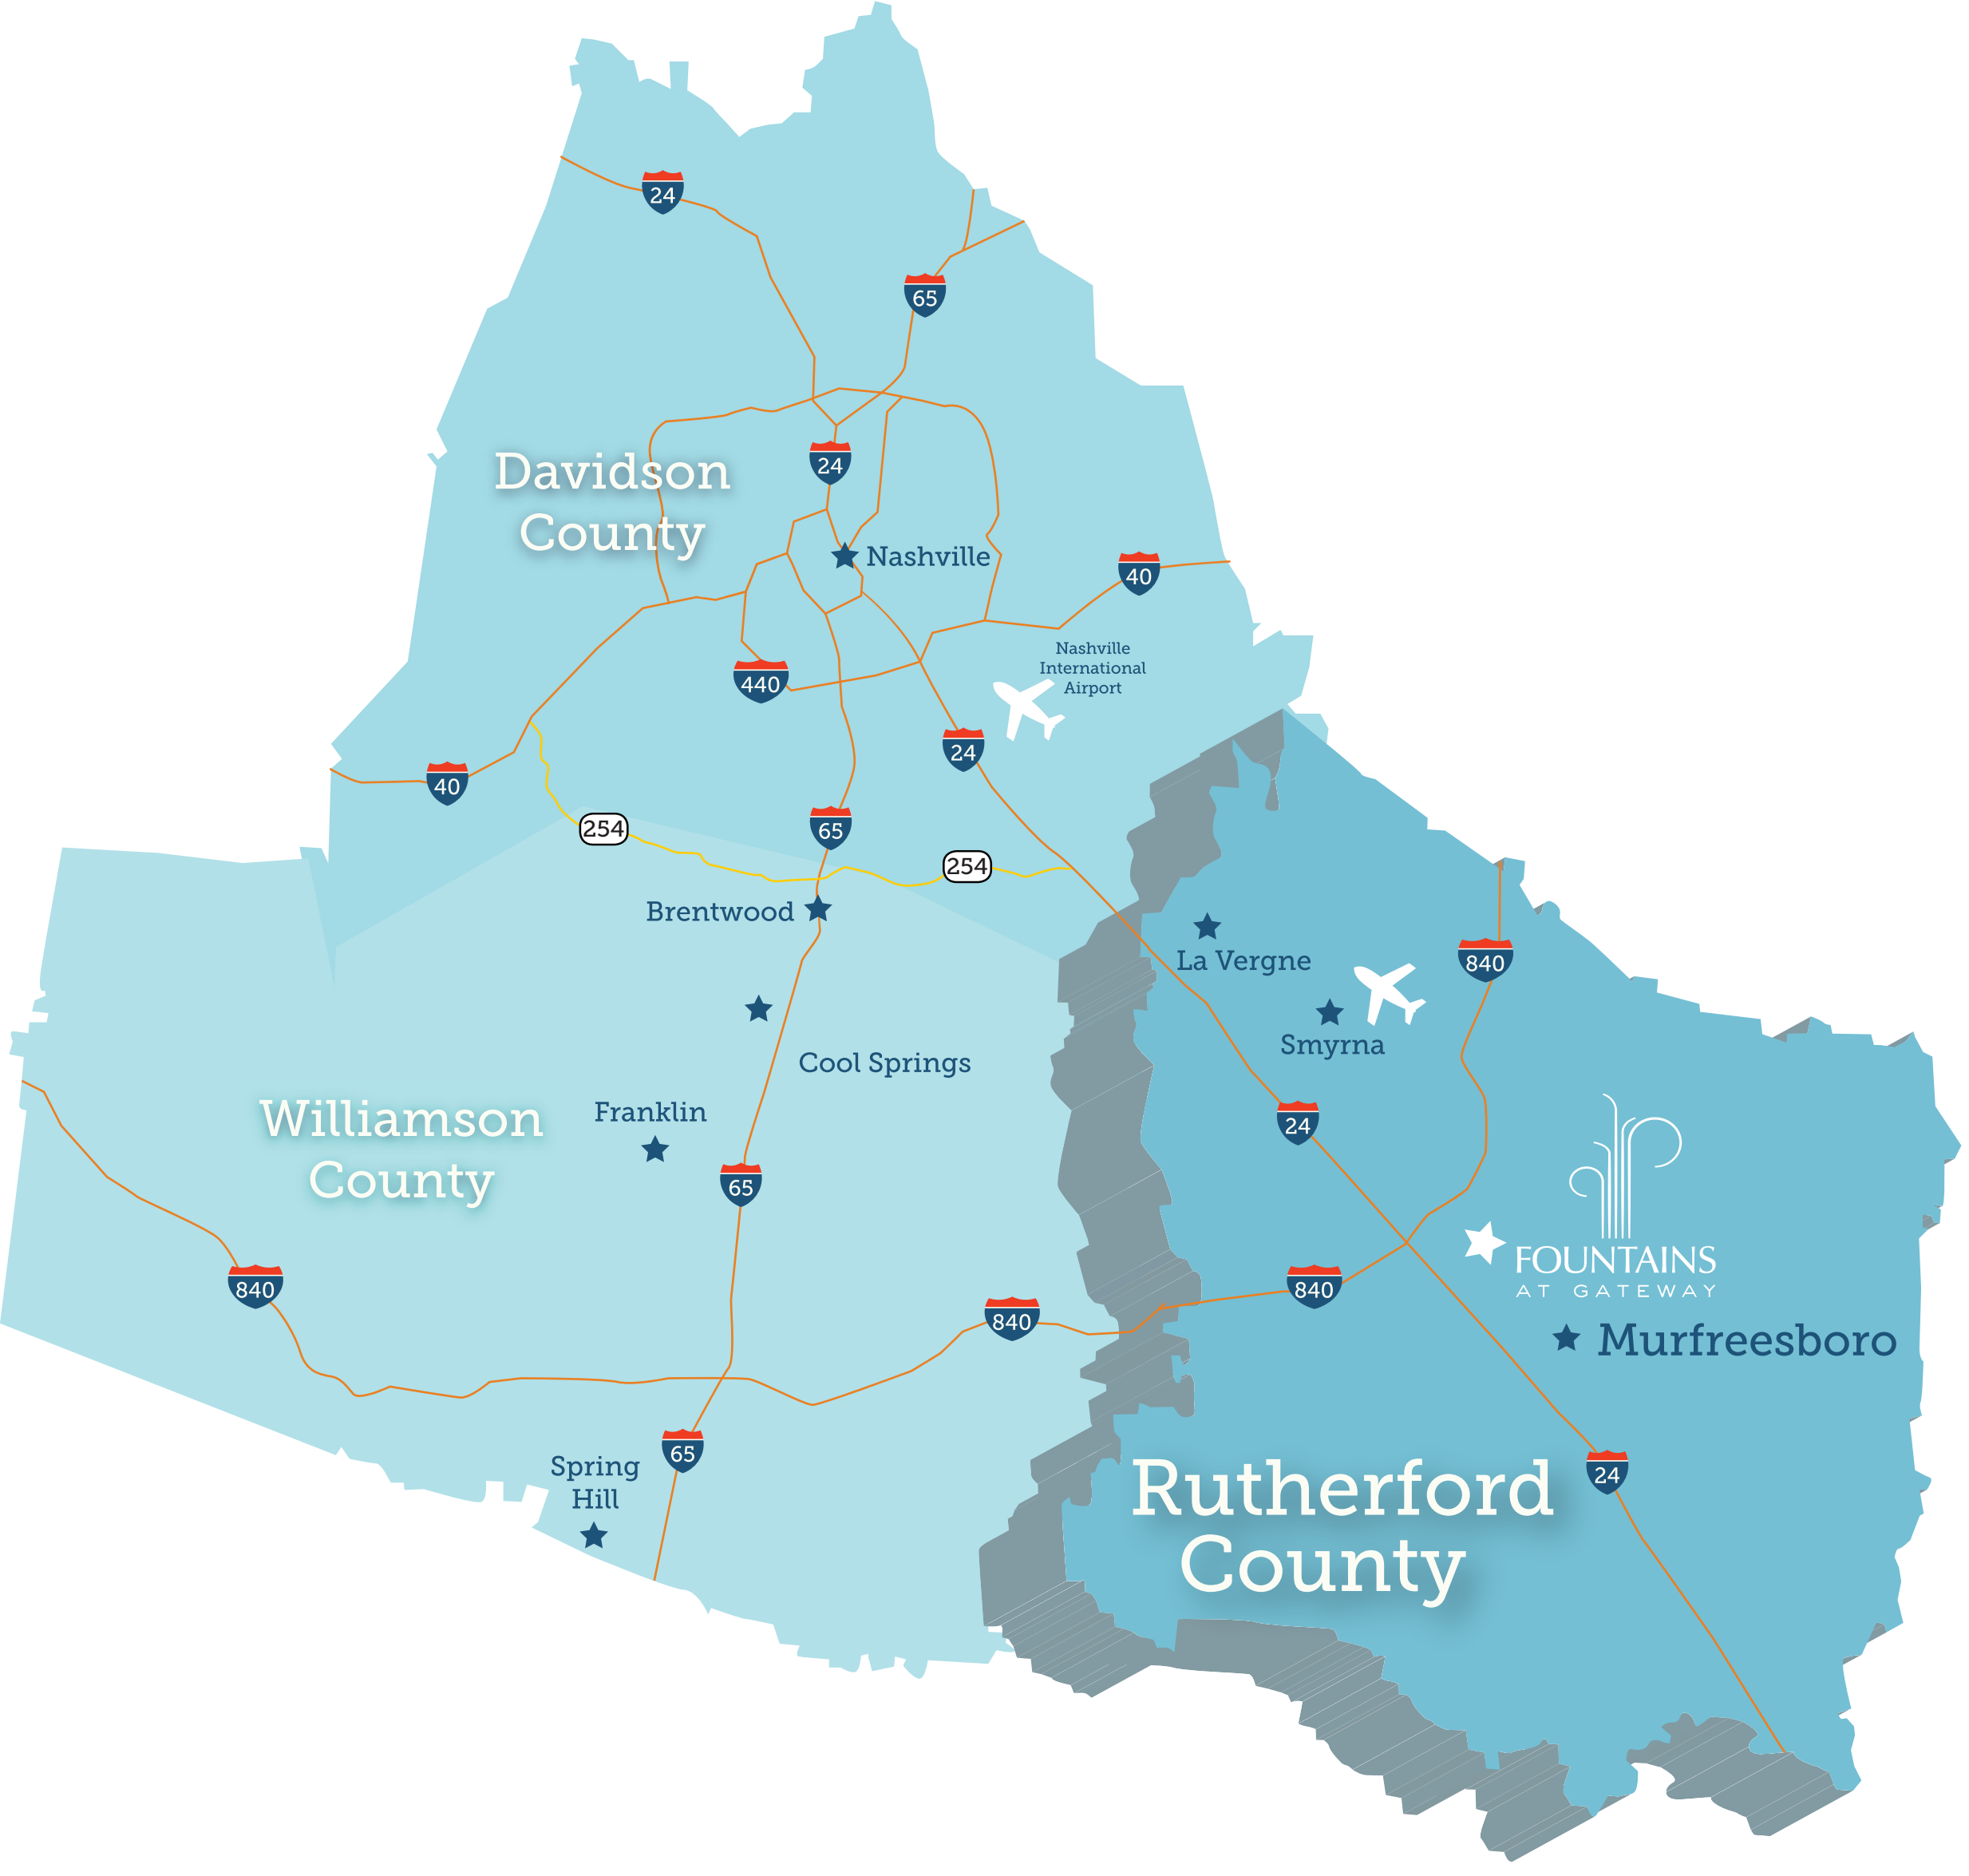 24
65
Davidson
County
24
Nashville
40
Nashville
International
Airport
440
24
40
65
254
254
Brentwood
La Vergne
840
Smyrna
Cool Springs
Franklin
24
Williamson
County
65
FOUNTAINS
AT GATEWAY
840
840
840
Murfreesboro
65
Spring
Hill
24
Rutherford
County